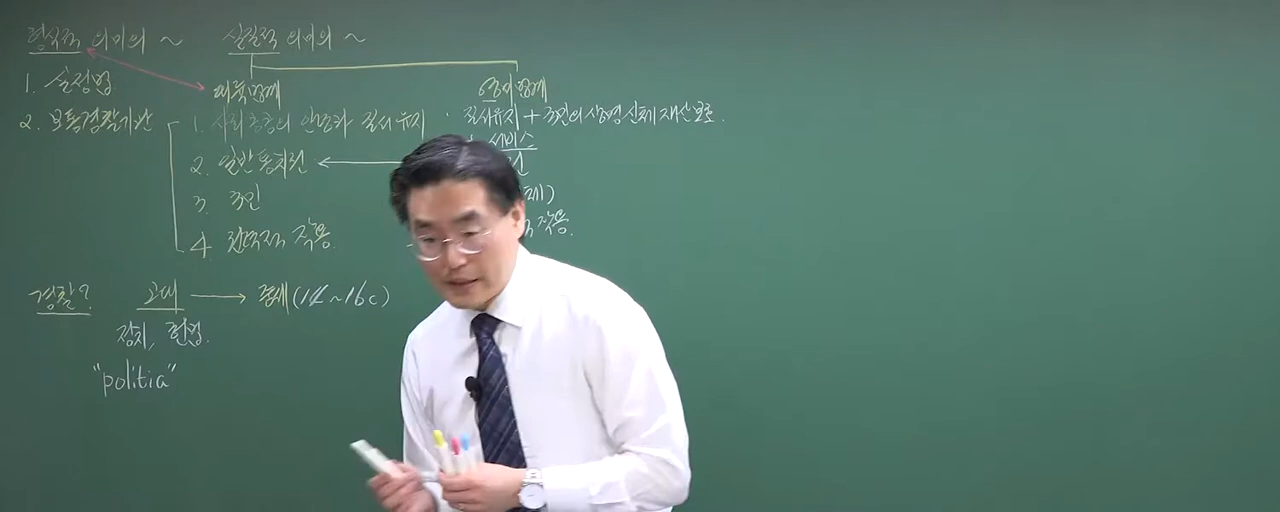 형식적 의미의 ~
실질적 의미의 ~
1. 실정법
2. 보통경찰기관
대륙법계
1. 사회공공의 안녕과 질서유지
2. 일반통치권
3. 국민
4. 권력적 작용
영미법계
질서유지 + 국민의 생명 신체 재산보호
서비스
작용
경찰? 고대 → 중세(14~16c)
정치, 헌법
"politia"